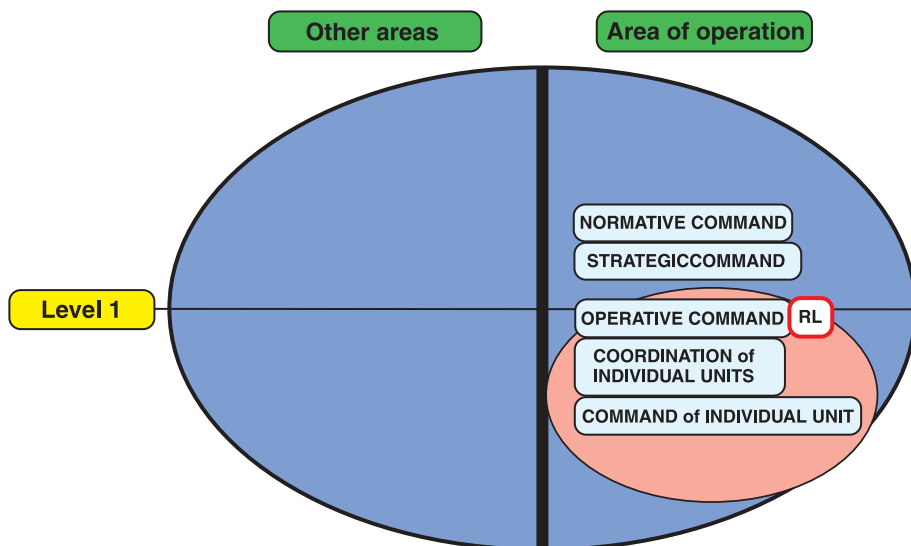 Other areas
Area of operation
NORMATIVE COMMAND
STRATEGICCOMMAND
Level 1
OPERATIVE COMMAND
RL
COORDINATION of
INDIVIDUAL UNITS
COMMAND of INDIVIDUAL UNIT